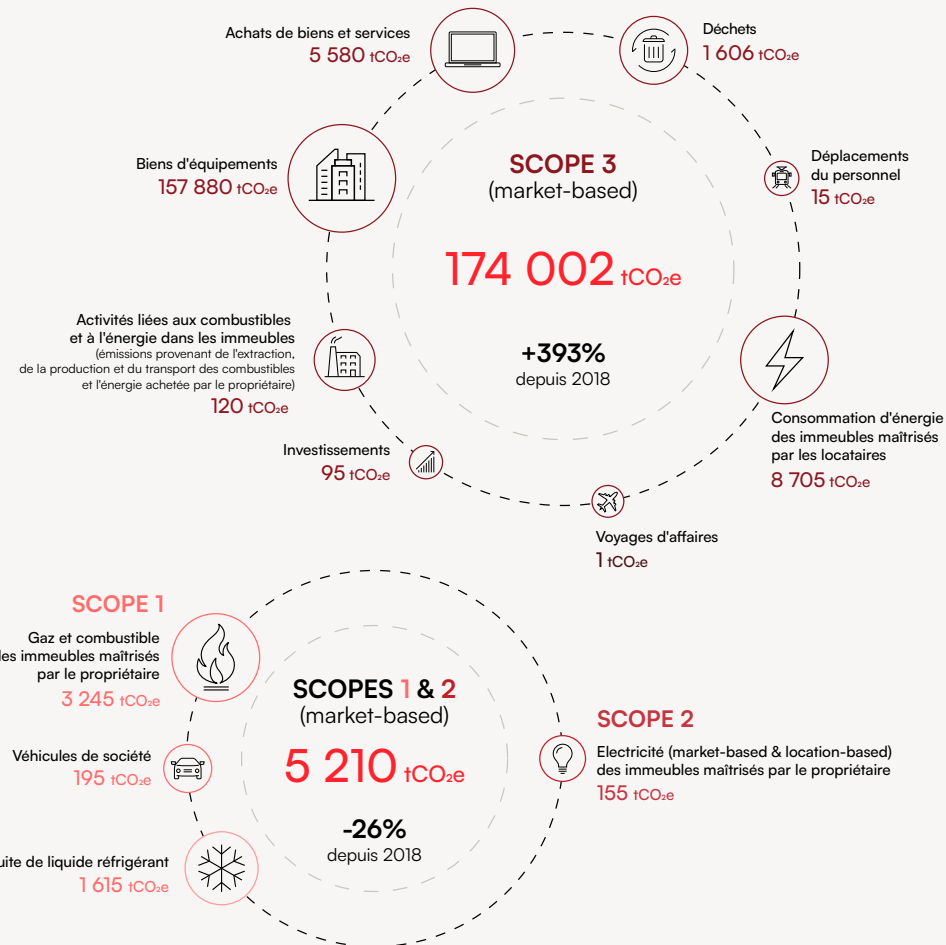 Achats de biens et services
5 580 tCO₂e
Déchets
1 606 tCO₂e
Biens d'équipements
157 880 tCO₂e
SCOPE 3
(market-based)
Déplacements
du personnel
15 tCO₂e
174 002 tCO₂e
+393%
depuis 2018
Activités liées aux combustibles
et à l'énergie dans les immeubles
(émissions provenant de l'extraction,
de la production et du transport des combustibles
et l'énergie achetée par le propriétaire)
120 tCO₂e
Consommation d'énergie
des immeubles maîtrisés
par les locataires
8 705 tCO₂e
Investissements
95 tCO₂e
Voyages d'affaires
1 tCO₂e
SCOPE 1
Gaz et combustible
des immeubles maîtrisés
par le propriétaire
3 245 tCO₂e
SCOPES 1 & 2
(market-based)
5 210 tCO₂e
-26%
depuis 2018
SCOPE 2
Electricité (market-based & location-based)
des immeubles maîtrisés par le propriétaire
155 tCO₂e
Véhicules de société
195 tCO₂e
uite de liquide réfrigérant
1 615 tCO₂e